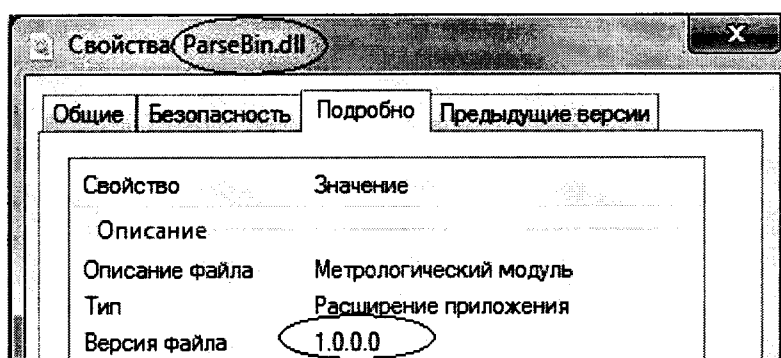 Свойства: ParseBin.dll
Общие Безопасность Подробно Предыдущие версии
Свойство Значение
Описание
Описание файла Метрологический модуль
Тип Расширение приложения
Версия файла 1.0.0.0